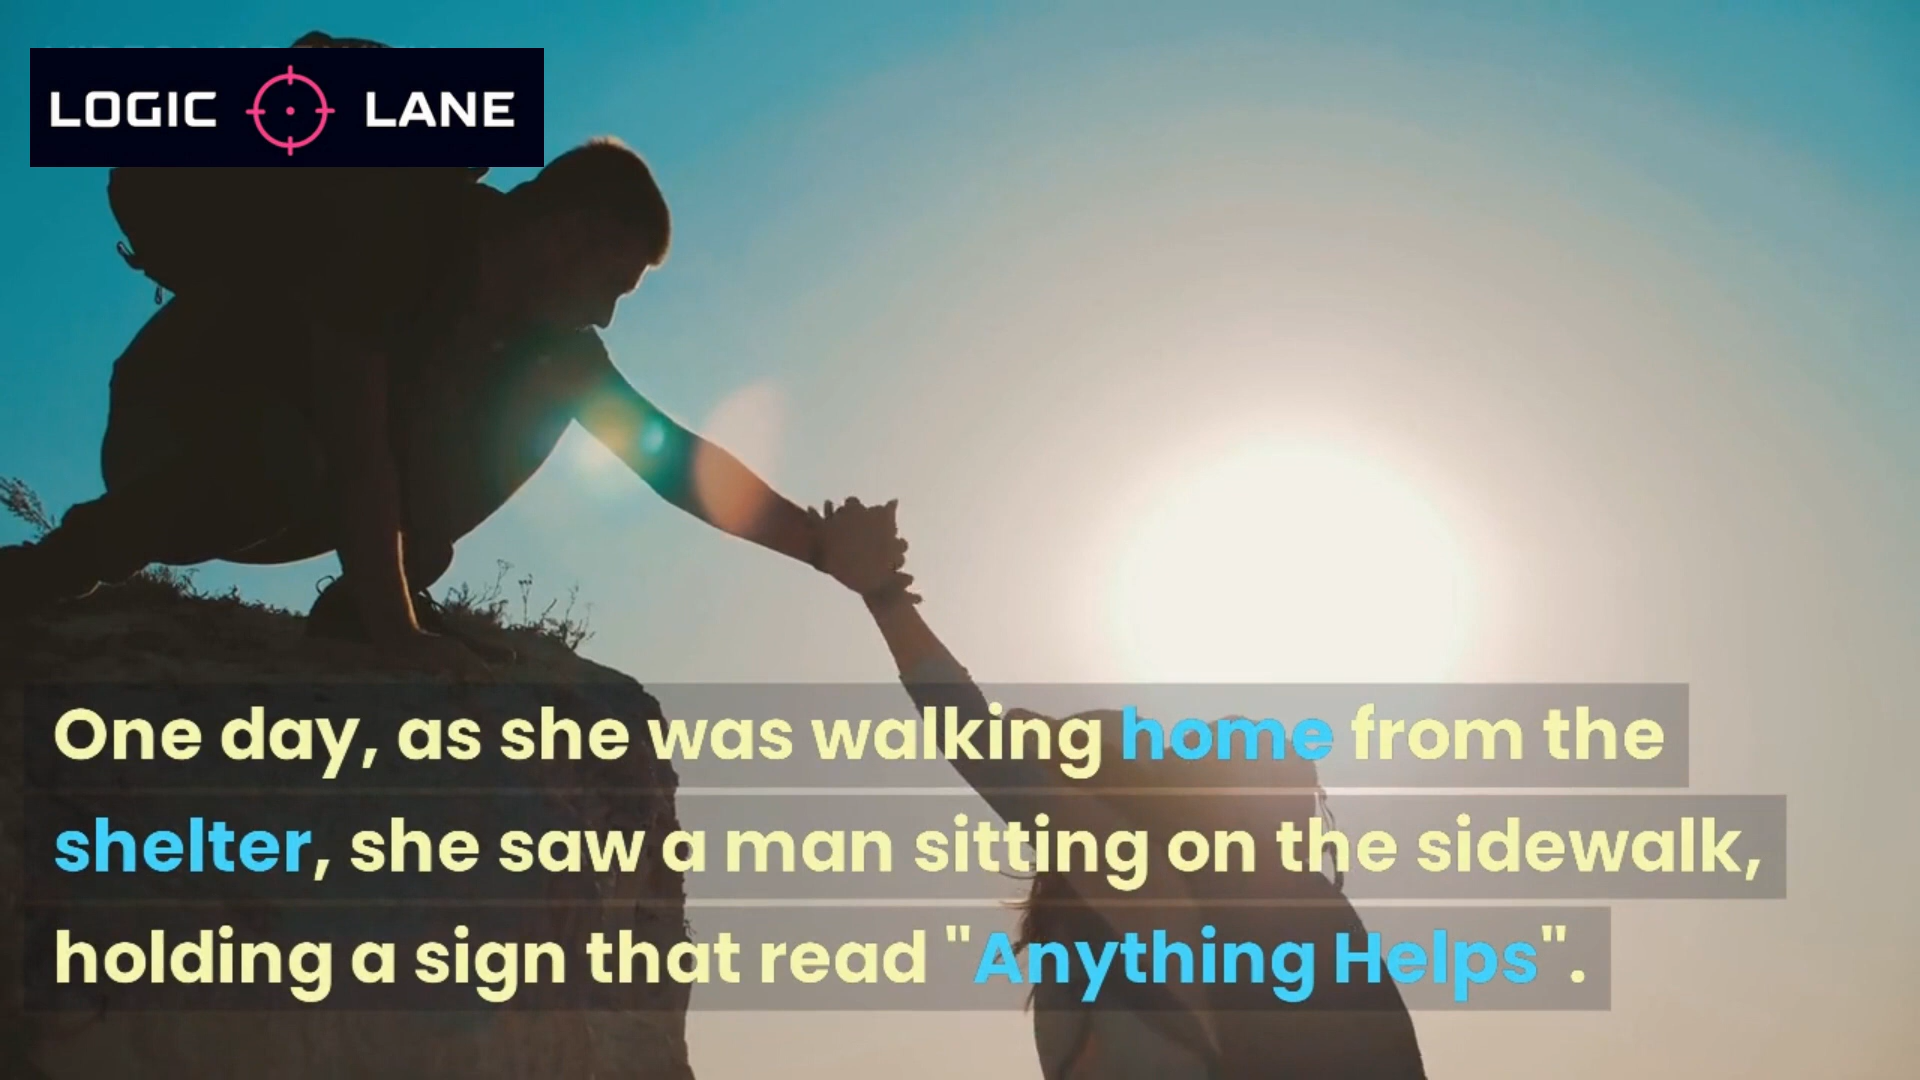 LOGIC LANE
One day, as she was walking home from the
shelter, she saw a man sitting on the sidewalk,
holding a sign that read "Anything Helps".